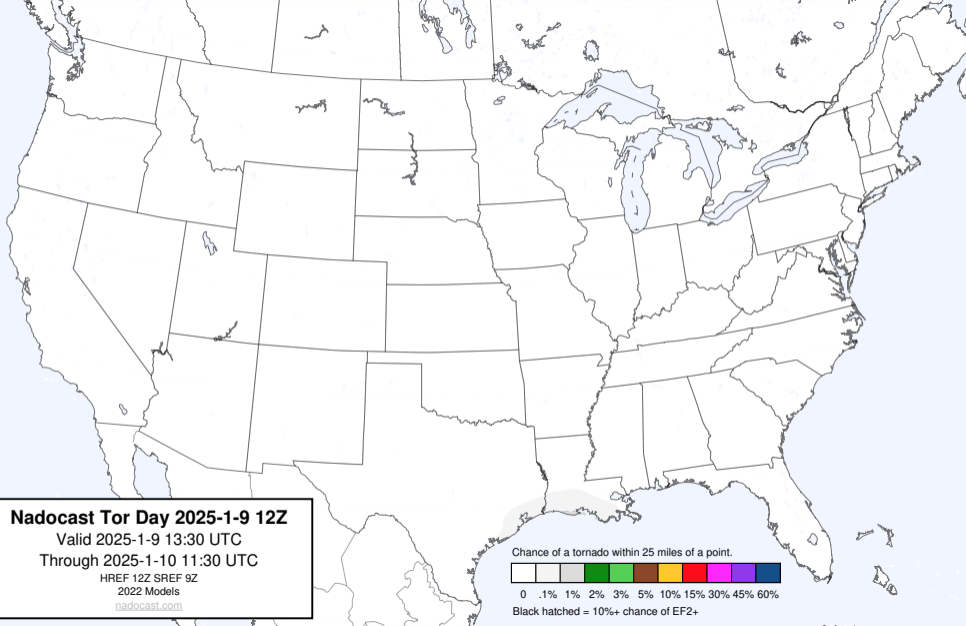 Nadocast Tor Day 2025-1-9 12Z
Valid 2025-1-9 13:30 UTC
Through 2025-1-10 11:30 UTC
HREF 12Z SREF 9Z
2022 Models
nadocast.com
Chance of a tornado within 25 miles of a point.
0 .1% 1% 2% 3% 5% 10% 15% 30% 45% 60%
Black hatched = 10%+ chance of EF2+